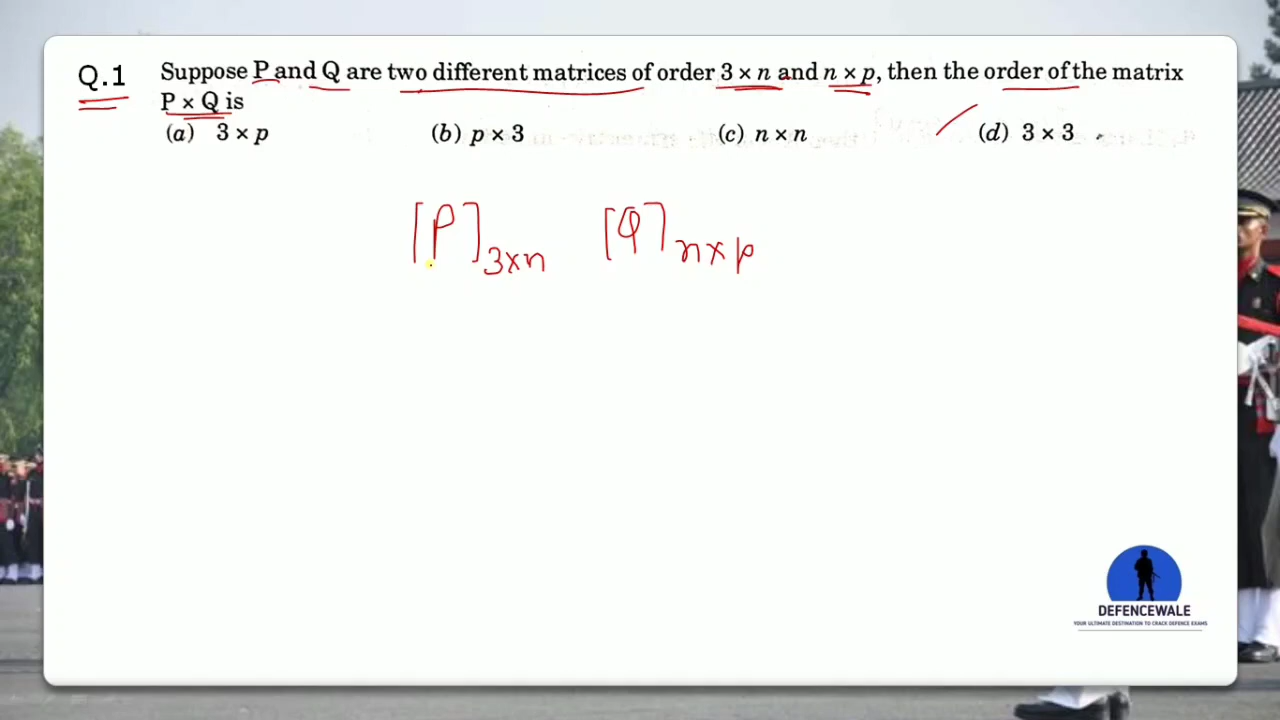 Q.1 Suppose P and Q are two different matrices of order 3 × n and n × p, then the order of the matrix
P × Q is
(a) 3 × p (b) p × 3 (c) n × n (d) 3 × 3
[P]3×n [Q]n×p
DEFENCEWALE
YOUR ULTIMATE DESTINATION TO CRACK DEFENCE EXAMS